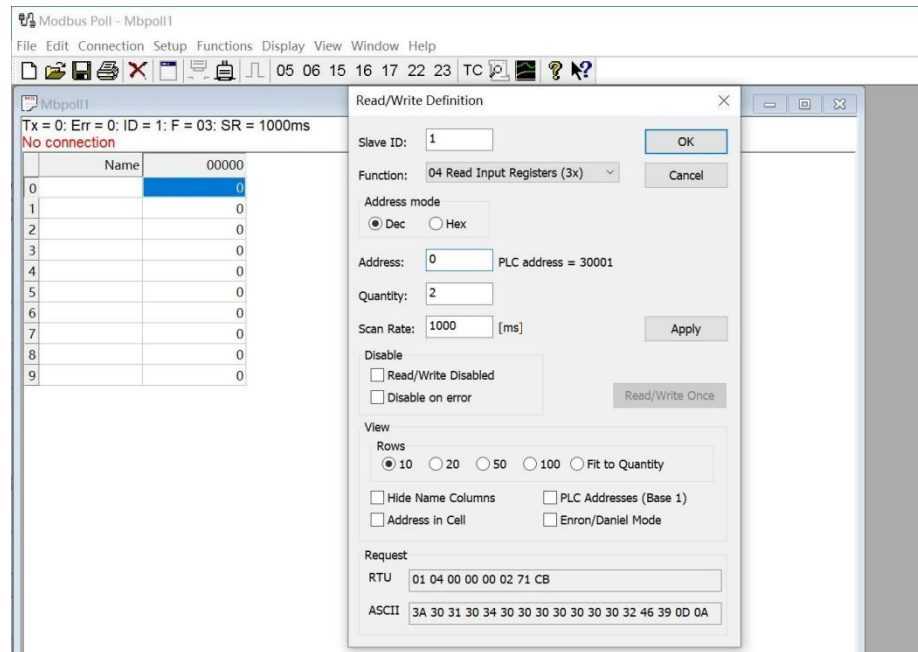 Modbus Poll - Mbpoll1
File Edit Connection Setup Functions Display View Window Help
05 06 15 16 17 22 23 TC
Mbpoll1
Tx = 0: Err = 0: ID = 1: F = 03: SR = 1000ms
No connection
Name 00000
0 0
1 0
2 0
3 0
4 0
5 0
6 0
7 0
8 0
9 0
Read/Write Definition
Slave ID: 1 OK
Function: 04 Read Input Registers (3x) Cancel
Address mode
Dec Hex
Address: 0 PLC address = 30001
Quantity: 2
Scan Rate: 1000 [ms] Apply
Disable
Read/Write Disabled
Disable on error Read/Write Once
View
Rows
10 20 50 100 Fit to Quantity
Hide Name Columns PLC Addresses (Base 1)
Address in Cell Enron/Daniel Mode
Request
RTU 01 04 00 00 00 02 71 CB
ASCII 3A 30 31 30 34 30 30 30 30 30 30 30 32 46 39 0D 0A